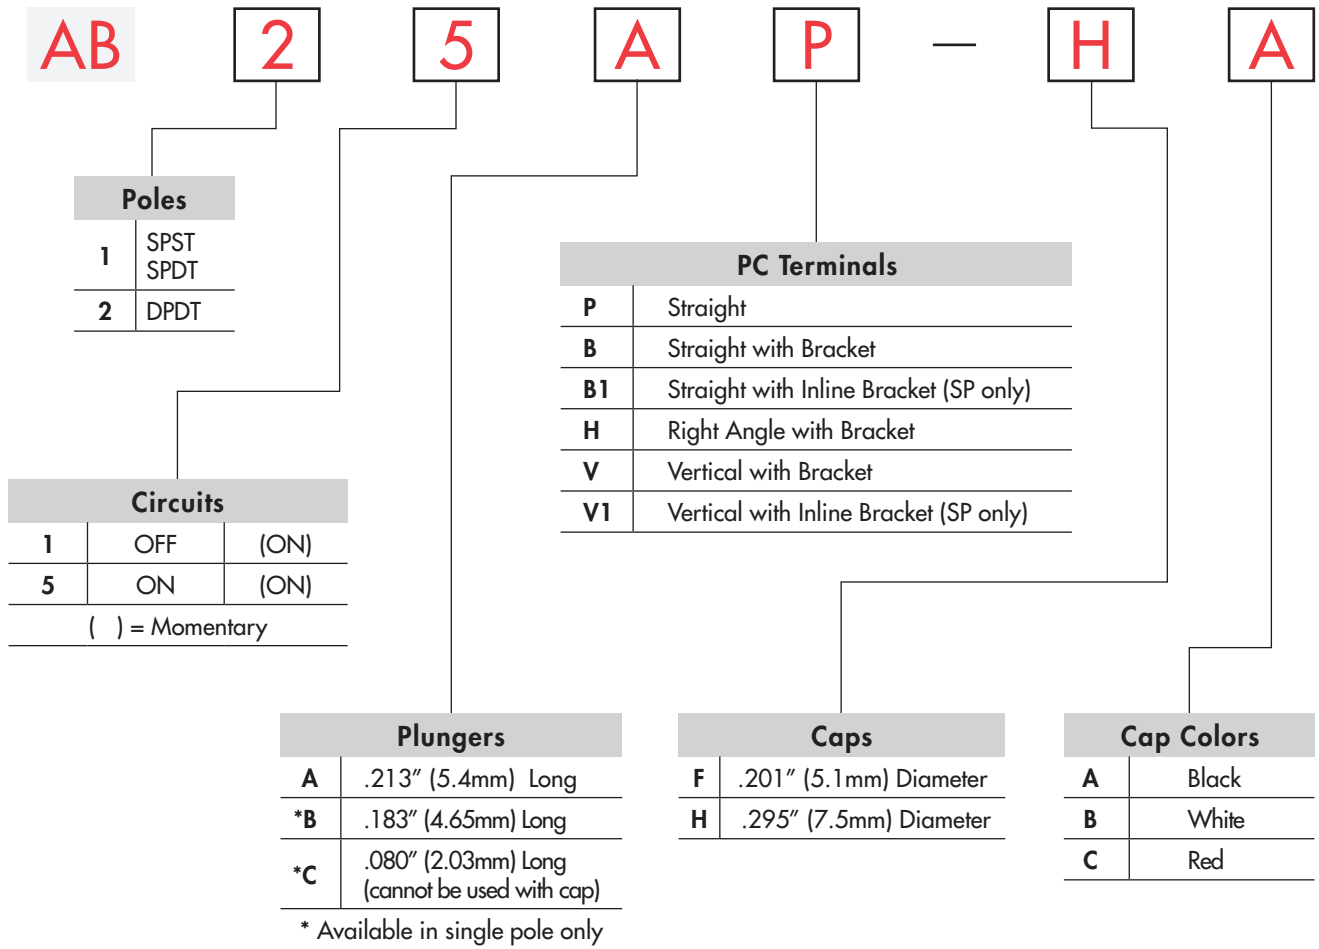 AB 2 5 A P — H A
Poles
1 SPST
SPDT
2 DPDT
PC Terminals
P Straight
B Straight with Bracket
B1 Straight with Inline Bracket (SP only)
H Right Angle with Bracket
V Vertical with Bracket
V1 Vertical with Inline Bracket (SP only)
Circuits
1 OFF (ON)
5 ON (ON)
( ) = Momentary
Plungers
A .213″ (5.4mm) Long
*B .183″ (4.65mm) Long
*C .080″ (2.03mm) Long
(cannot be used with cap)
* Available in single pole only
Caps
F .201″ (5.1mm) Diameter
H .295″ (7.5mm) Diameter
Cap Colors
A Black
B White
C Red